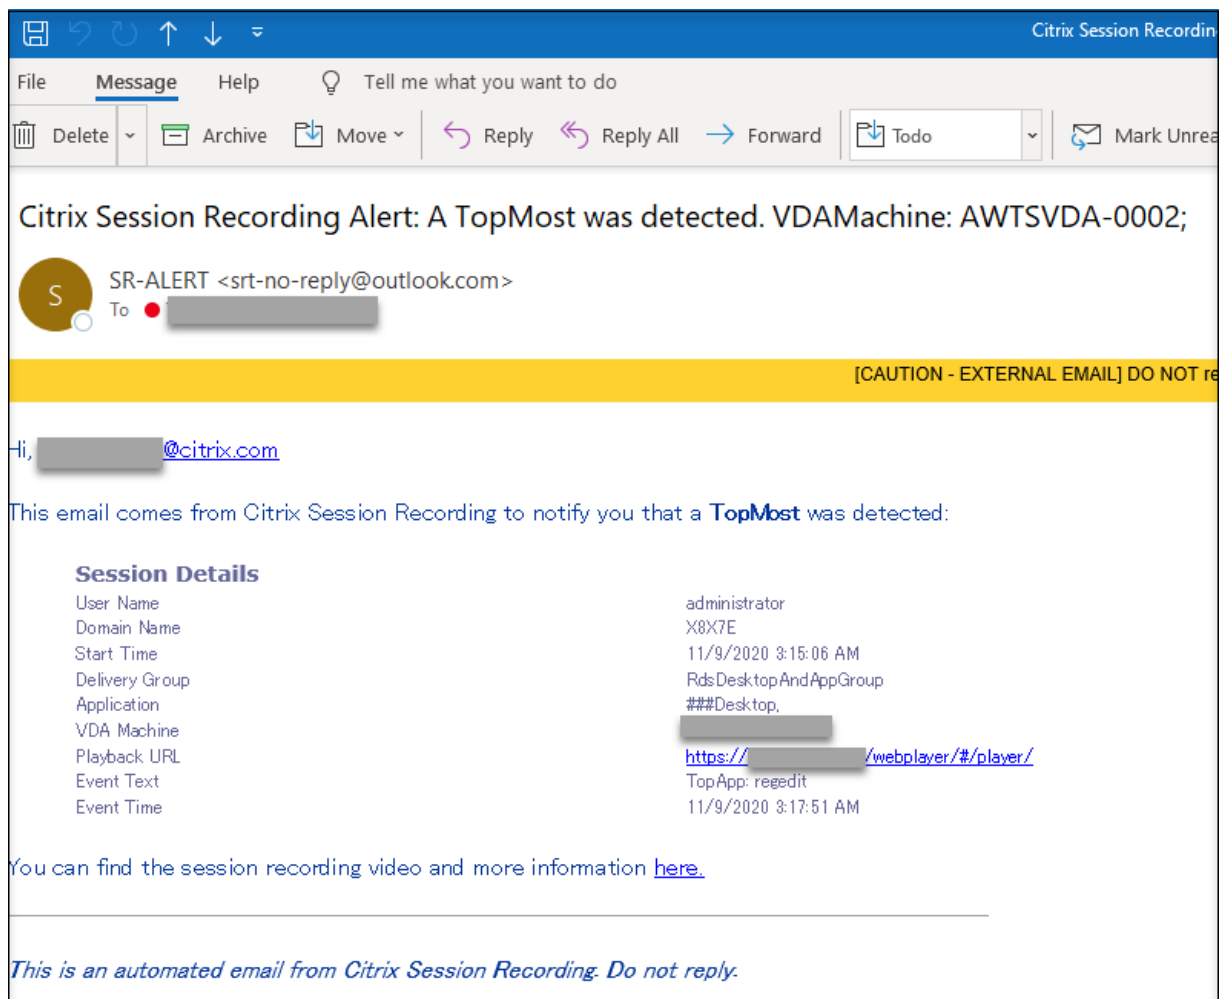 Citrix Session Recordin
File Message Help Tell me what you want to do
Delete Archive Move Reply Reply All Forward Todo Mark Unrea
Citrix Session Recording Alert: A TopMost was detected. VDAMachine: AWTSVDA-0002;
S
SR-ALERT <srt-no-reply@outlook.com>
To
[CAUTION - EXTERNAL EMAIL] DO NOT re
Hi, @citrix.com
This email comes from Citrix Session Recording to notify you that a TopMost was detected:
Session Details
User Name administrator
Domain Name X8X7E
Start Time 11/9/2020 3:15:06 AM
Delivery Group RdsDesktopAndAppGroup
Application ###Desktop,
VDA Machine
Playback URL https:// /webplayer/#/player/
Event Text TopApp: regedit
Event Time 11/9/2020 3:17:51 AM
You can find the session recording video and more information here.
This is an automated email from Citrix Session Recording. Do not reply.